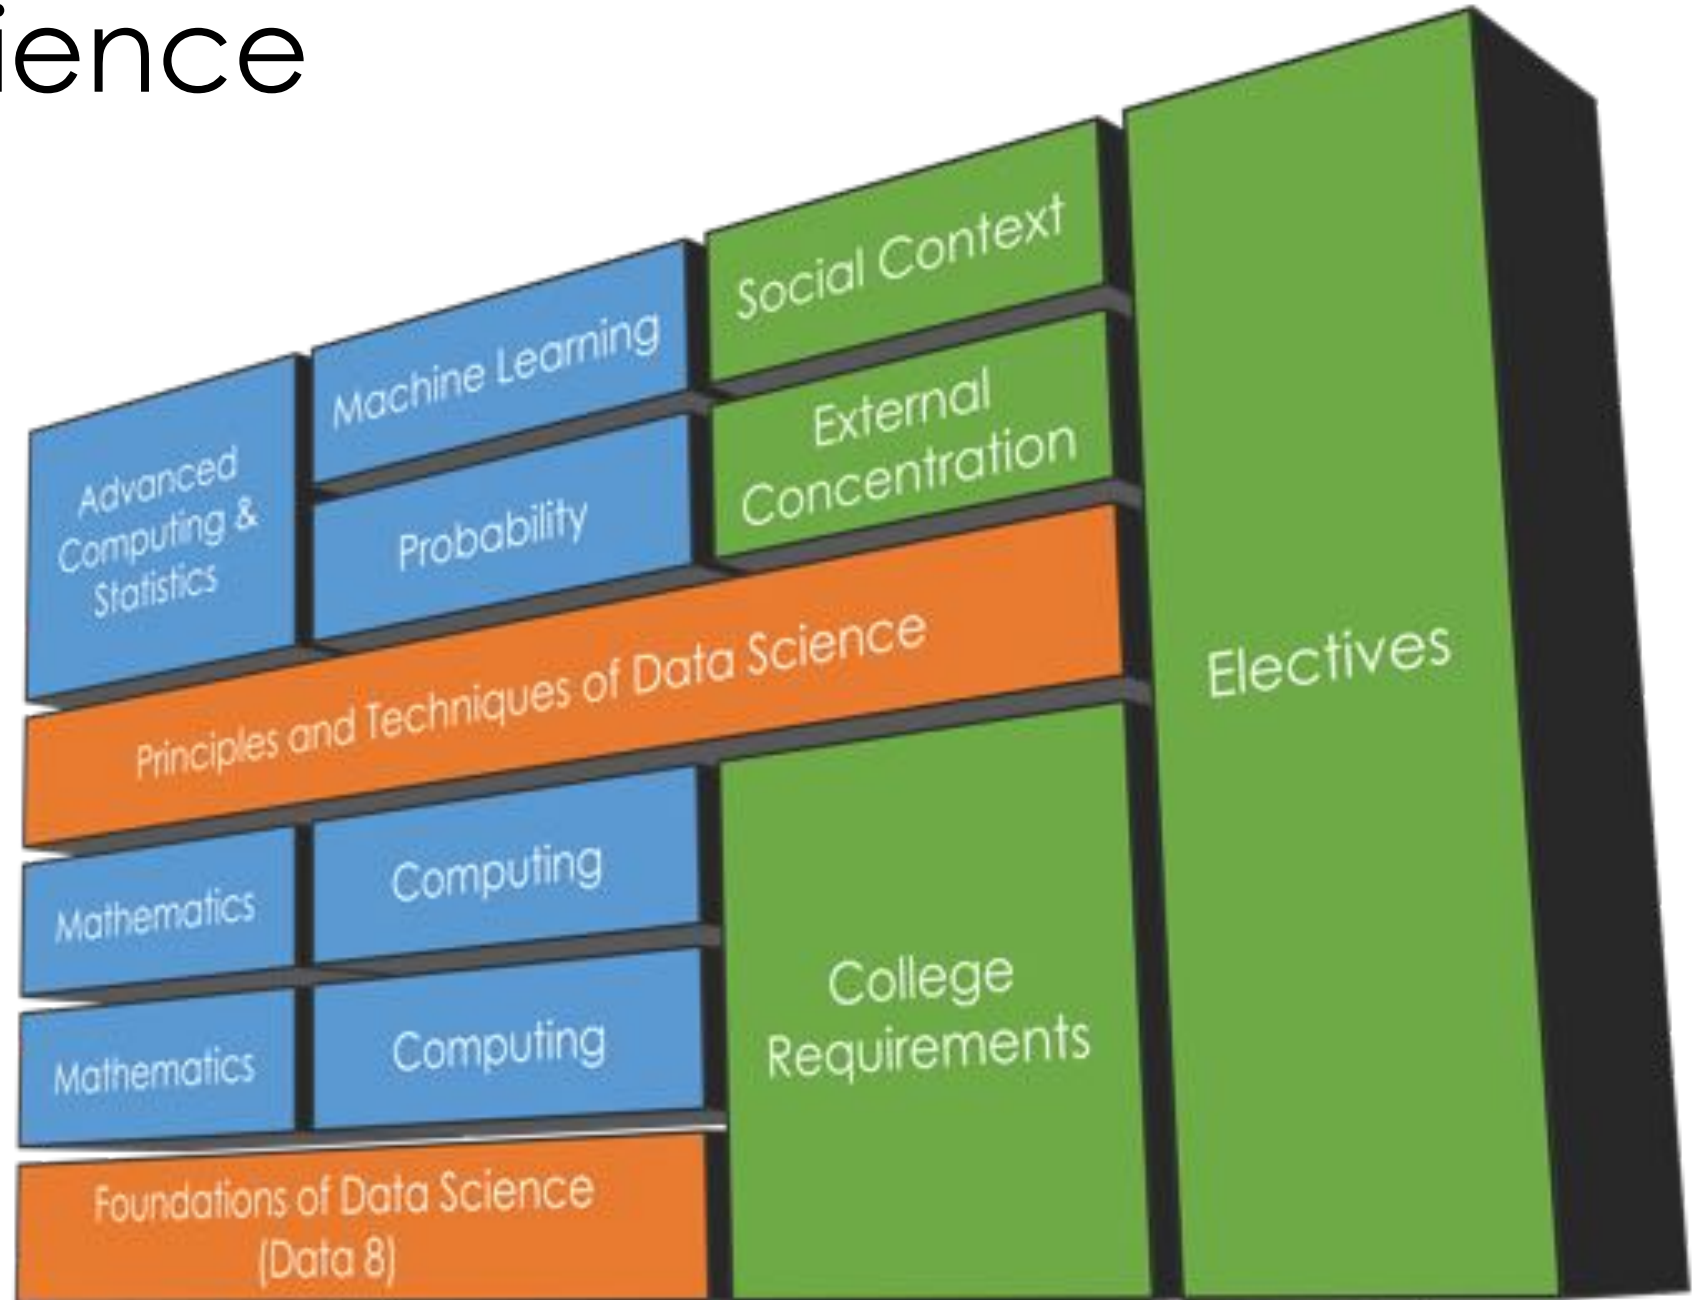 ience
Social Context
Machine Learning
External
Concentration
Advanced
Computing &
Statistics
Probability
Principles and Techniques of Data Science
Electives
Mathematics
Computing
Mathematics
Computing
College
Requirements
Foundations of Data Science
(Data 8)